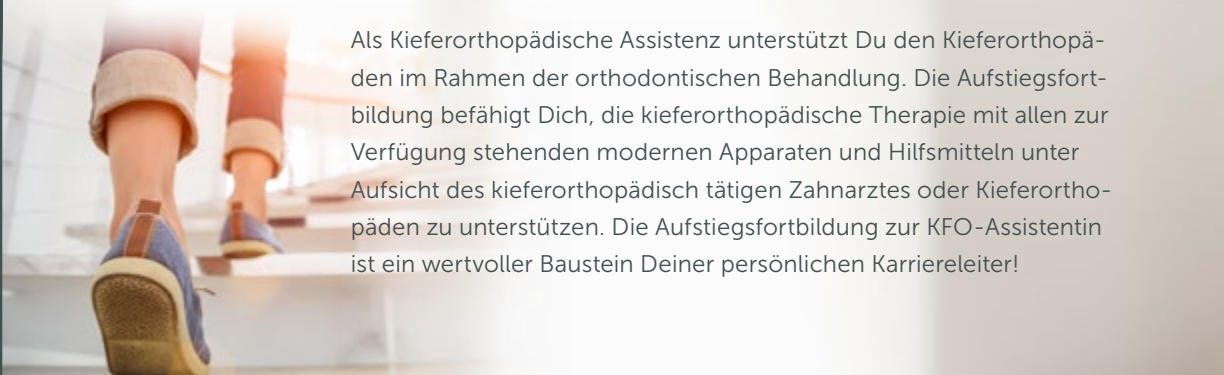 Als Kieferorthopädische Assistenz unterstützt Du den Kieferorthopä-
den im Rahmen der orthodontischen Behandlung. Die Aufstiegsfort-
bildung befähigt Dich, die kieferorthopädische Therapie mit allen zur
Verfügung stehenden modernen Apparaten und Hilfsmitteln unter
Aufsicht des kieferorthopädisch tätigen Zahnarztes oder Kieferortho-
päden zu unterstützen. Die Aufstiegsfortbildung zur KFO-Assistentin
ist ein wertvoller Baustein Deiner persönlichen Karriereleiter!